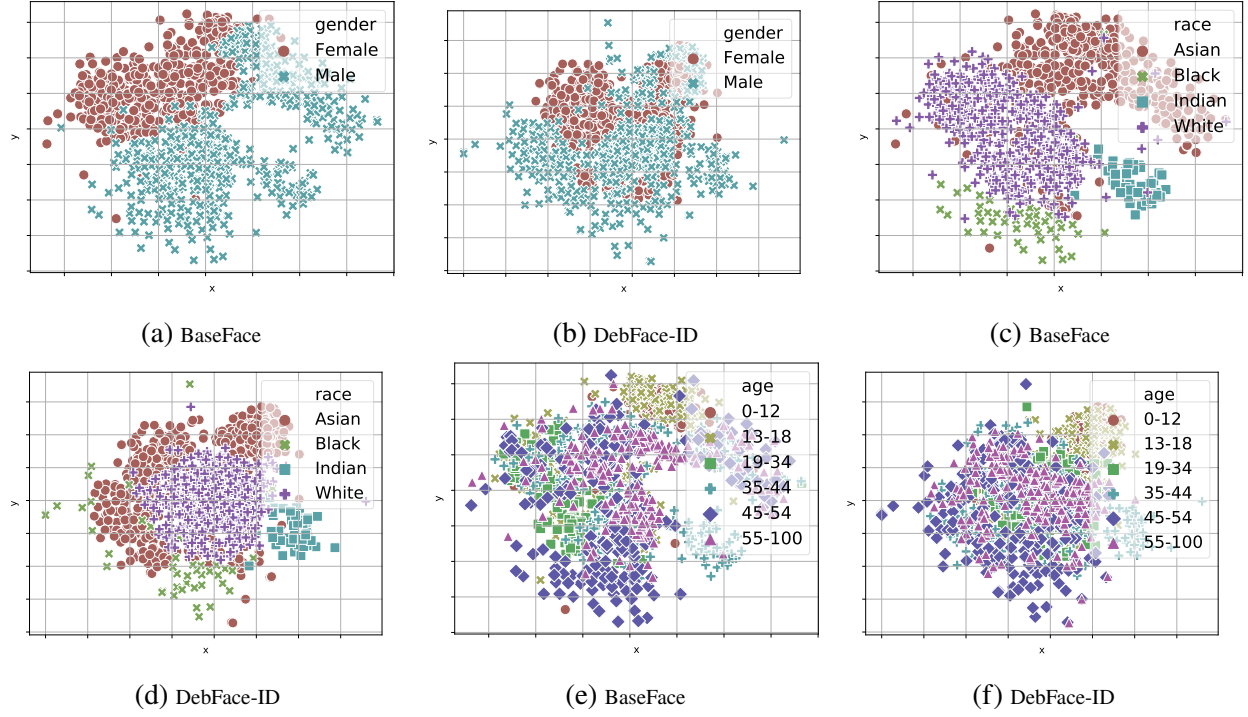 gender
Female
Male
y
x
(a) BaseFace
gender
Female
Male
y
x
(b) DebFace-ID
race
Asian
Black
Indian
White
y
x
(c) BaseFace
race
Asian
Black
Indian
White
y
x
(d) DebFace-ID
age
0-12
13-18
19-34
35-44
45-54
55-100
y
x
(e) BaseFace
age
0-12
13-18
19-34
35-44
45-54
55-100
y
x
(f) DebFace-ID